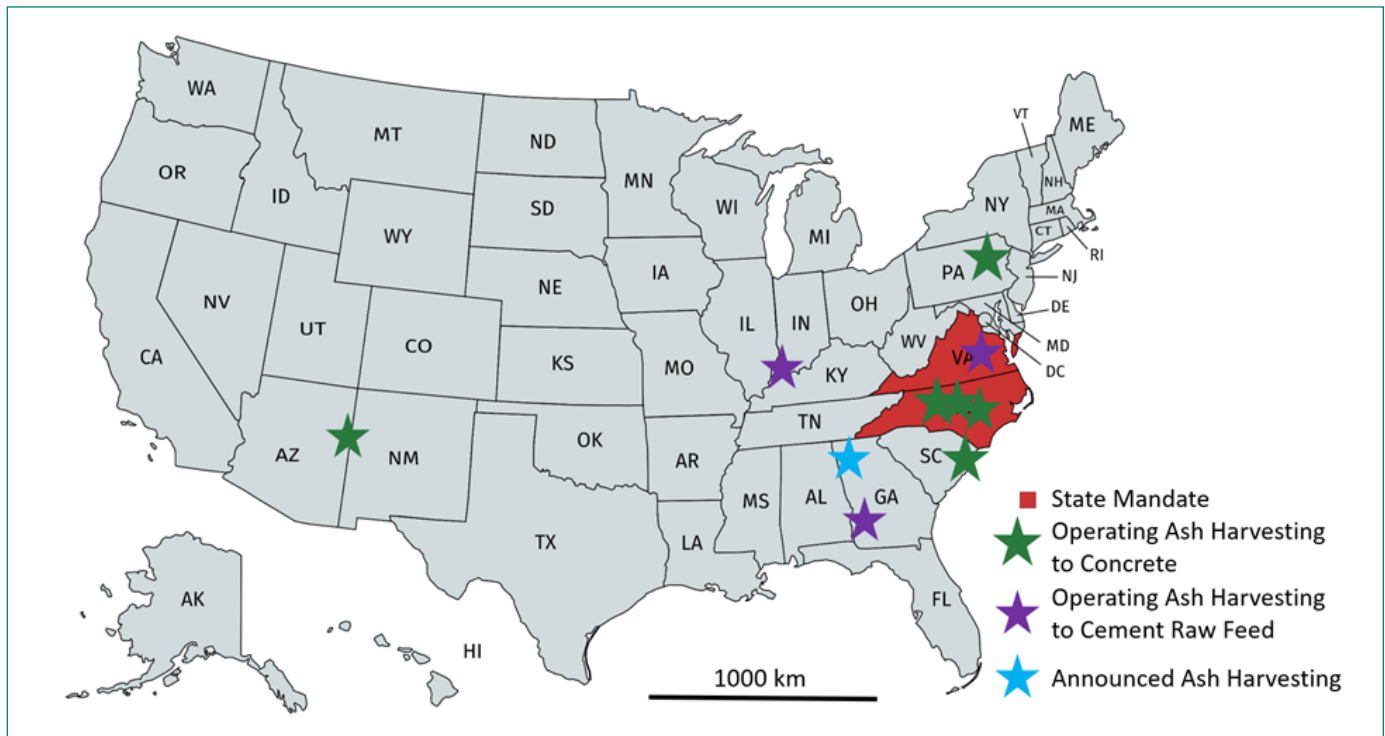 WA
MT
ND
MN
OR
ID
SD
WI
MI
VT
ME
NH
NY
MA
CT
RI
WY
NE
IA
PA
NJ
NV
UT
CO
KS
MO
IL
IN
OH
WV
VA
DE
MD
DC
CA
KY
AZ
NM
OK
AR
TN
SC
TX
LA
MS
AL
GA
FL
AK
HI
1000 km
State Mandate
Operating Ash Harvesting
to Concrete
Operating Ash Harvesting
to Cement Raw Feed
Announced Ash Harvesting